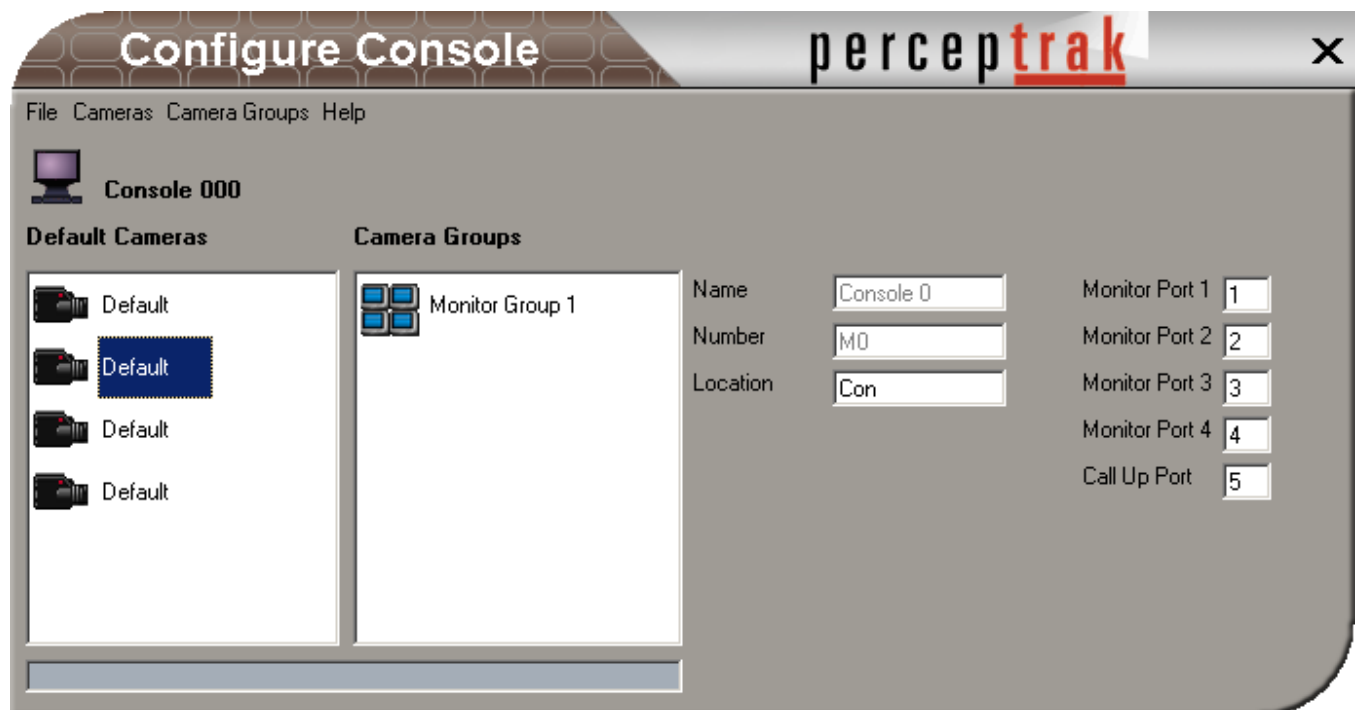 Configure Console
perceptrak
X
File Cameras Camera Groups Help
Console 000
Default Cameras
Camera Groups
Default
Default
Default
Default
Monitor Group 1
Name Console 0
Number M0
Location Con
Monitor Port 1 1
Monitor Port 2 2
Monitor Port 3 3
Monitor Port 4 4
Call Up Port 5